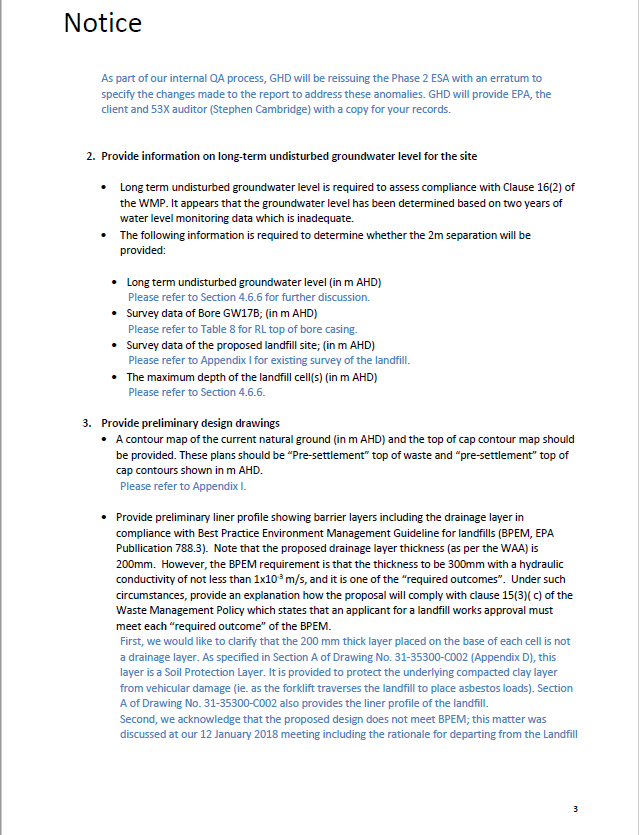 Notice
As part of our internal QA process, GHD will be reissuing the Phase 2 ESA with an erratum to
specify the changes made to the report to address these anomalies. GHD will provide EPA, the
client and 53X auditor (Stephen Cambridge) with a copy for your records.
2. Provide information on long-term undisturbed groundwater level for the site
• Long term undisturbed groundwater level is required to assess compliance with Clause 16(2) of
the WMP. It appears that the groundwater level has been determined based on two years of
water level monitoring data which is inadequate.
• The following information is required to determine whether the 2m separation will be
provided:
• Long term undisturbed groundwater level (in m AHD)
Please refer to Section 4.6.6 for further discussion.
• Survey data of Bore GW17B; (in m AHD)
Please refer to Table 8 for RL top of bore casing.
• Survey data of the proposed landfill site; (in m AHD)
Please refer to Appendix I for existing survey of the landfill.
• The maximum depth of the landfill cell(s) (in m AHD)
Please refer to Section 4.6.6.
3. Provide preliminary design drawings
• A contour map of the current natural ground (in m AHD) and the top of cap contour map should
be provided. These plans should be “Pre-settlement” top of waste and “pre-settlement” top of
cap contours shown in m AHD.
Please refer to Appendix I.
• Provide preliminary liner profile showing barrier layers including the drainage layer in
compliance with Best Practice Environment Management Guideline for landfills (BPEM, EPA
Publlication 788.3). Note that the proposed drainage layer thickness (as per the WAA) is
200mm. However, the BPEM requirement is that the thickness to be 300mm with a hydraulic
conductivity of not less than 1x10⁻³ m/s, and it is one of the “required outcomes”. Under such
circumstances, provide an explanation how the proposal will comply with clause 15(3)( c) of the
Waste Management Policy which states that an applicant for a landfill works approval must
meet each “required outcome” of the BPEM.
First, we would like to clarify that the 200 mm thick layer placed on the base of each cell is not
a drainage layer. As specified in Section A of Drawing No. 31-35300-C002 (Appendix D), this
layer is a Soil Protection Layer. It is provided to protect the underlying compacted clay layer
from vehicular damage (ie. as the forklift traverses the landfill to place asbestos loads). Section
A of Drawing No. 31-35300-C002 also provides the liner profile of the landfill.
Second, we acknowledge that the proposed design does not meet BPEM; this matter was
discussed at our 12 January 2018 meeting including the rationale for departing from the Landfill
3